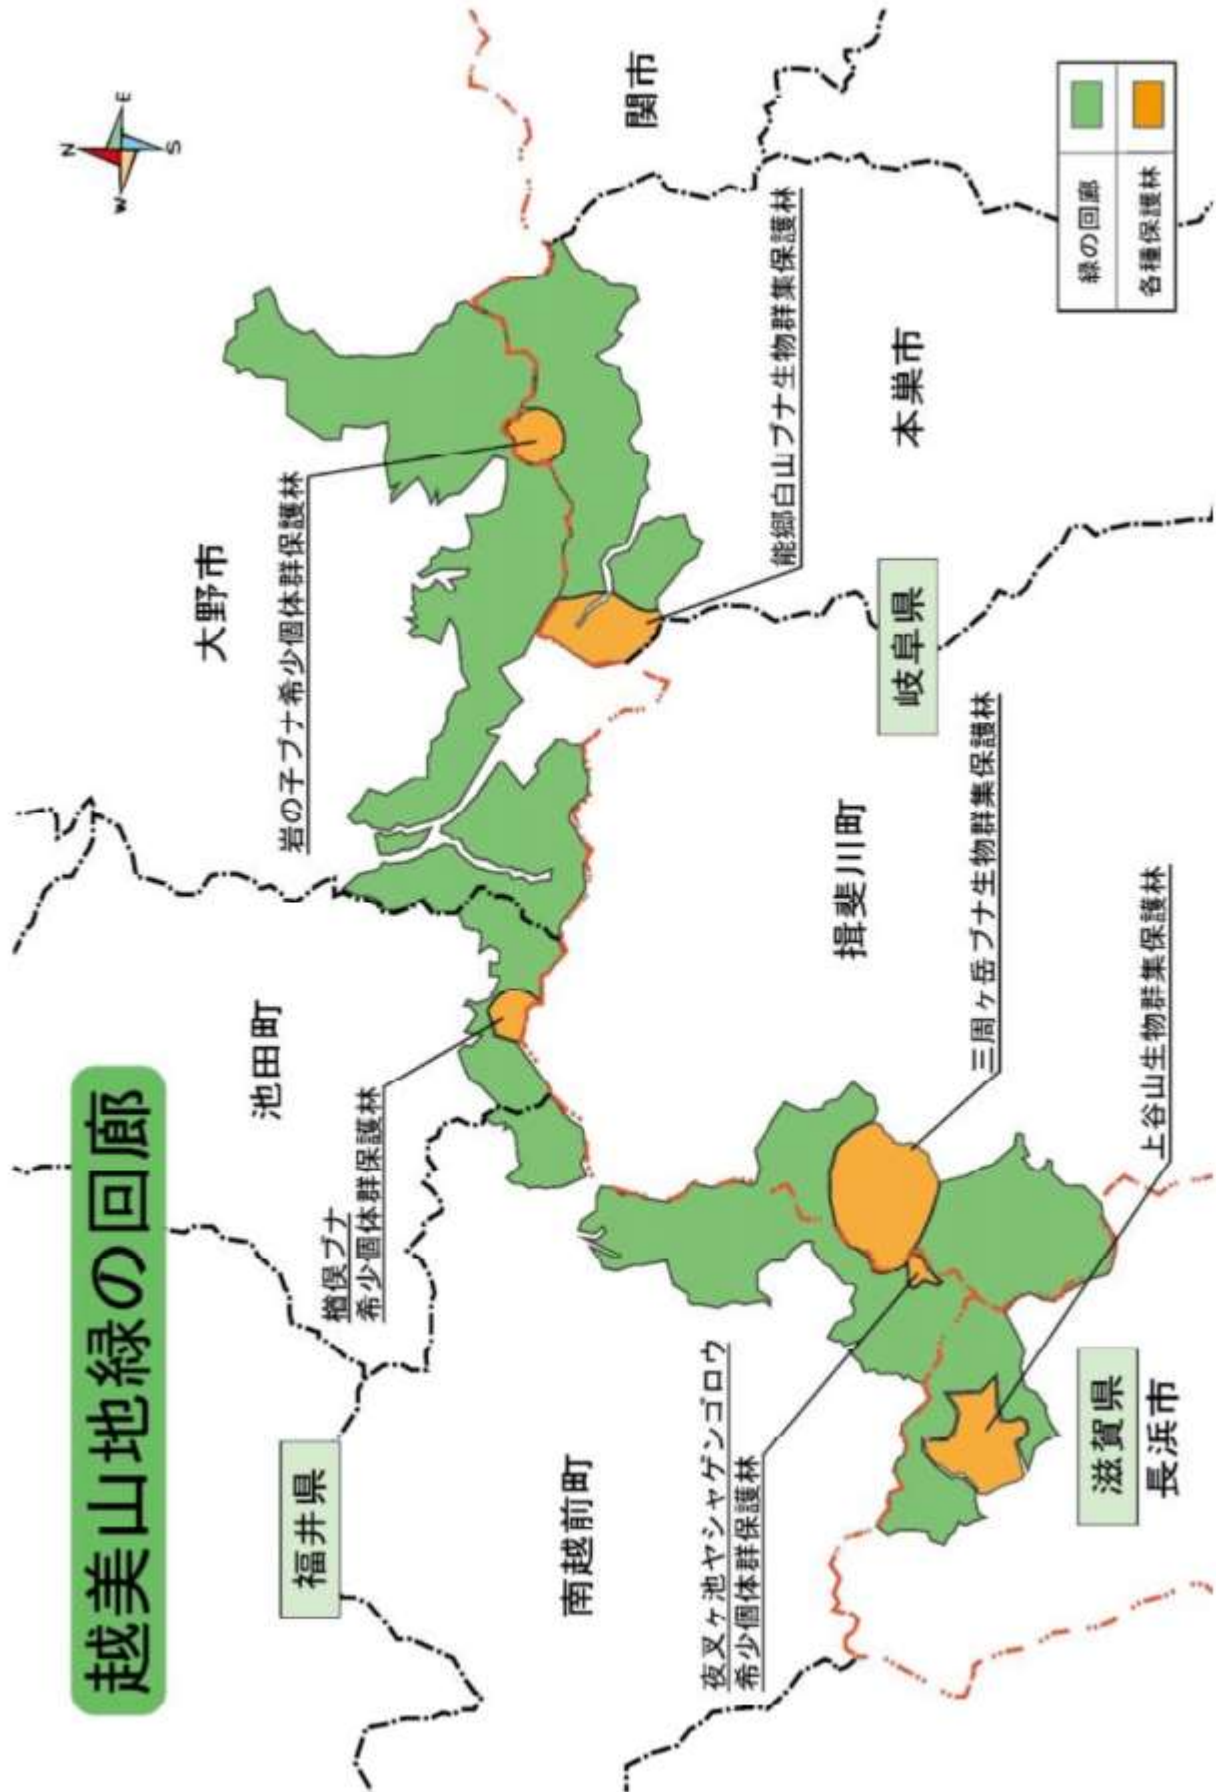 越美山地緑の回廊
N
E
S
W
福井県
池田町
大野市
関市
岩の子ブナ希少個体群保護林
楢俣ブナ
希少個体群保護林
南越前町
能郷白山ブナ生物群集保護林
夜叉ヶ池ヤシャゲンゴロウ
希少個体群保護林
揖斐川町
岐阜県
本巣市
三周ヶ岳ブナ生物群集保護林
上谷山生物群集保護林
滋賀県
長浜市
緑の回廊
各種保護林